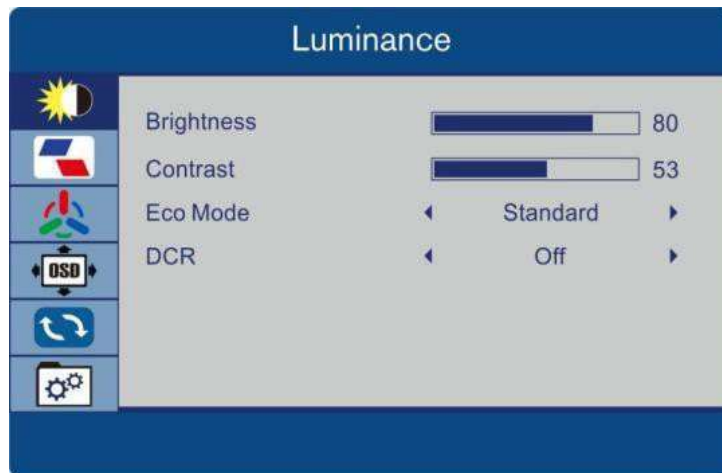 Luminance
Brightness 80
Contrast 53
Eco Mode Standard
DCR Off
OSD